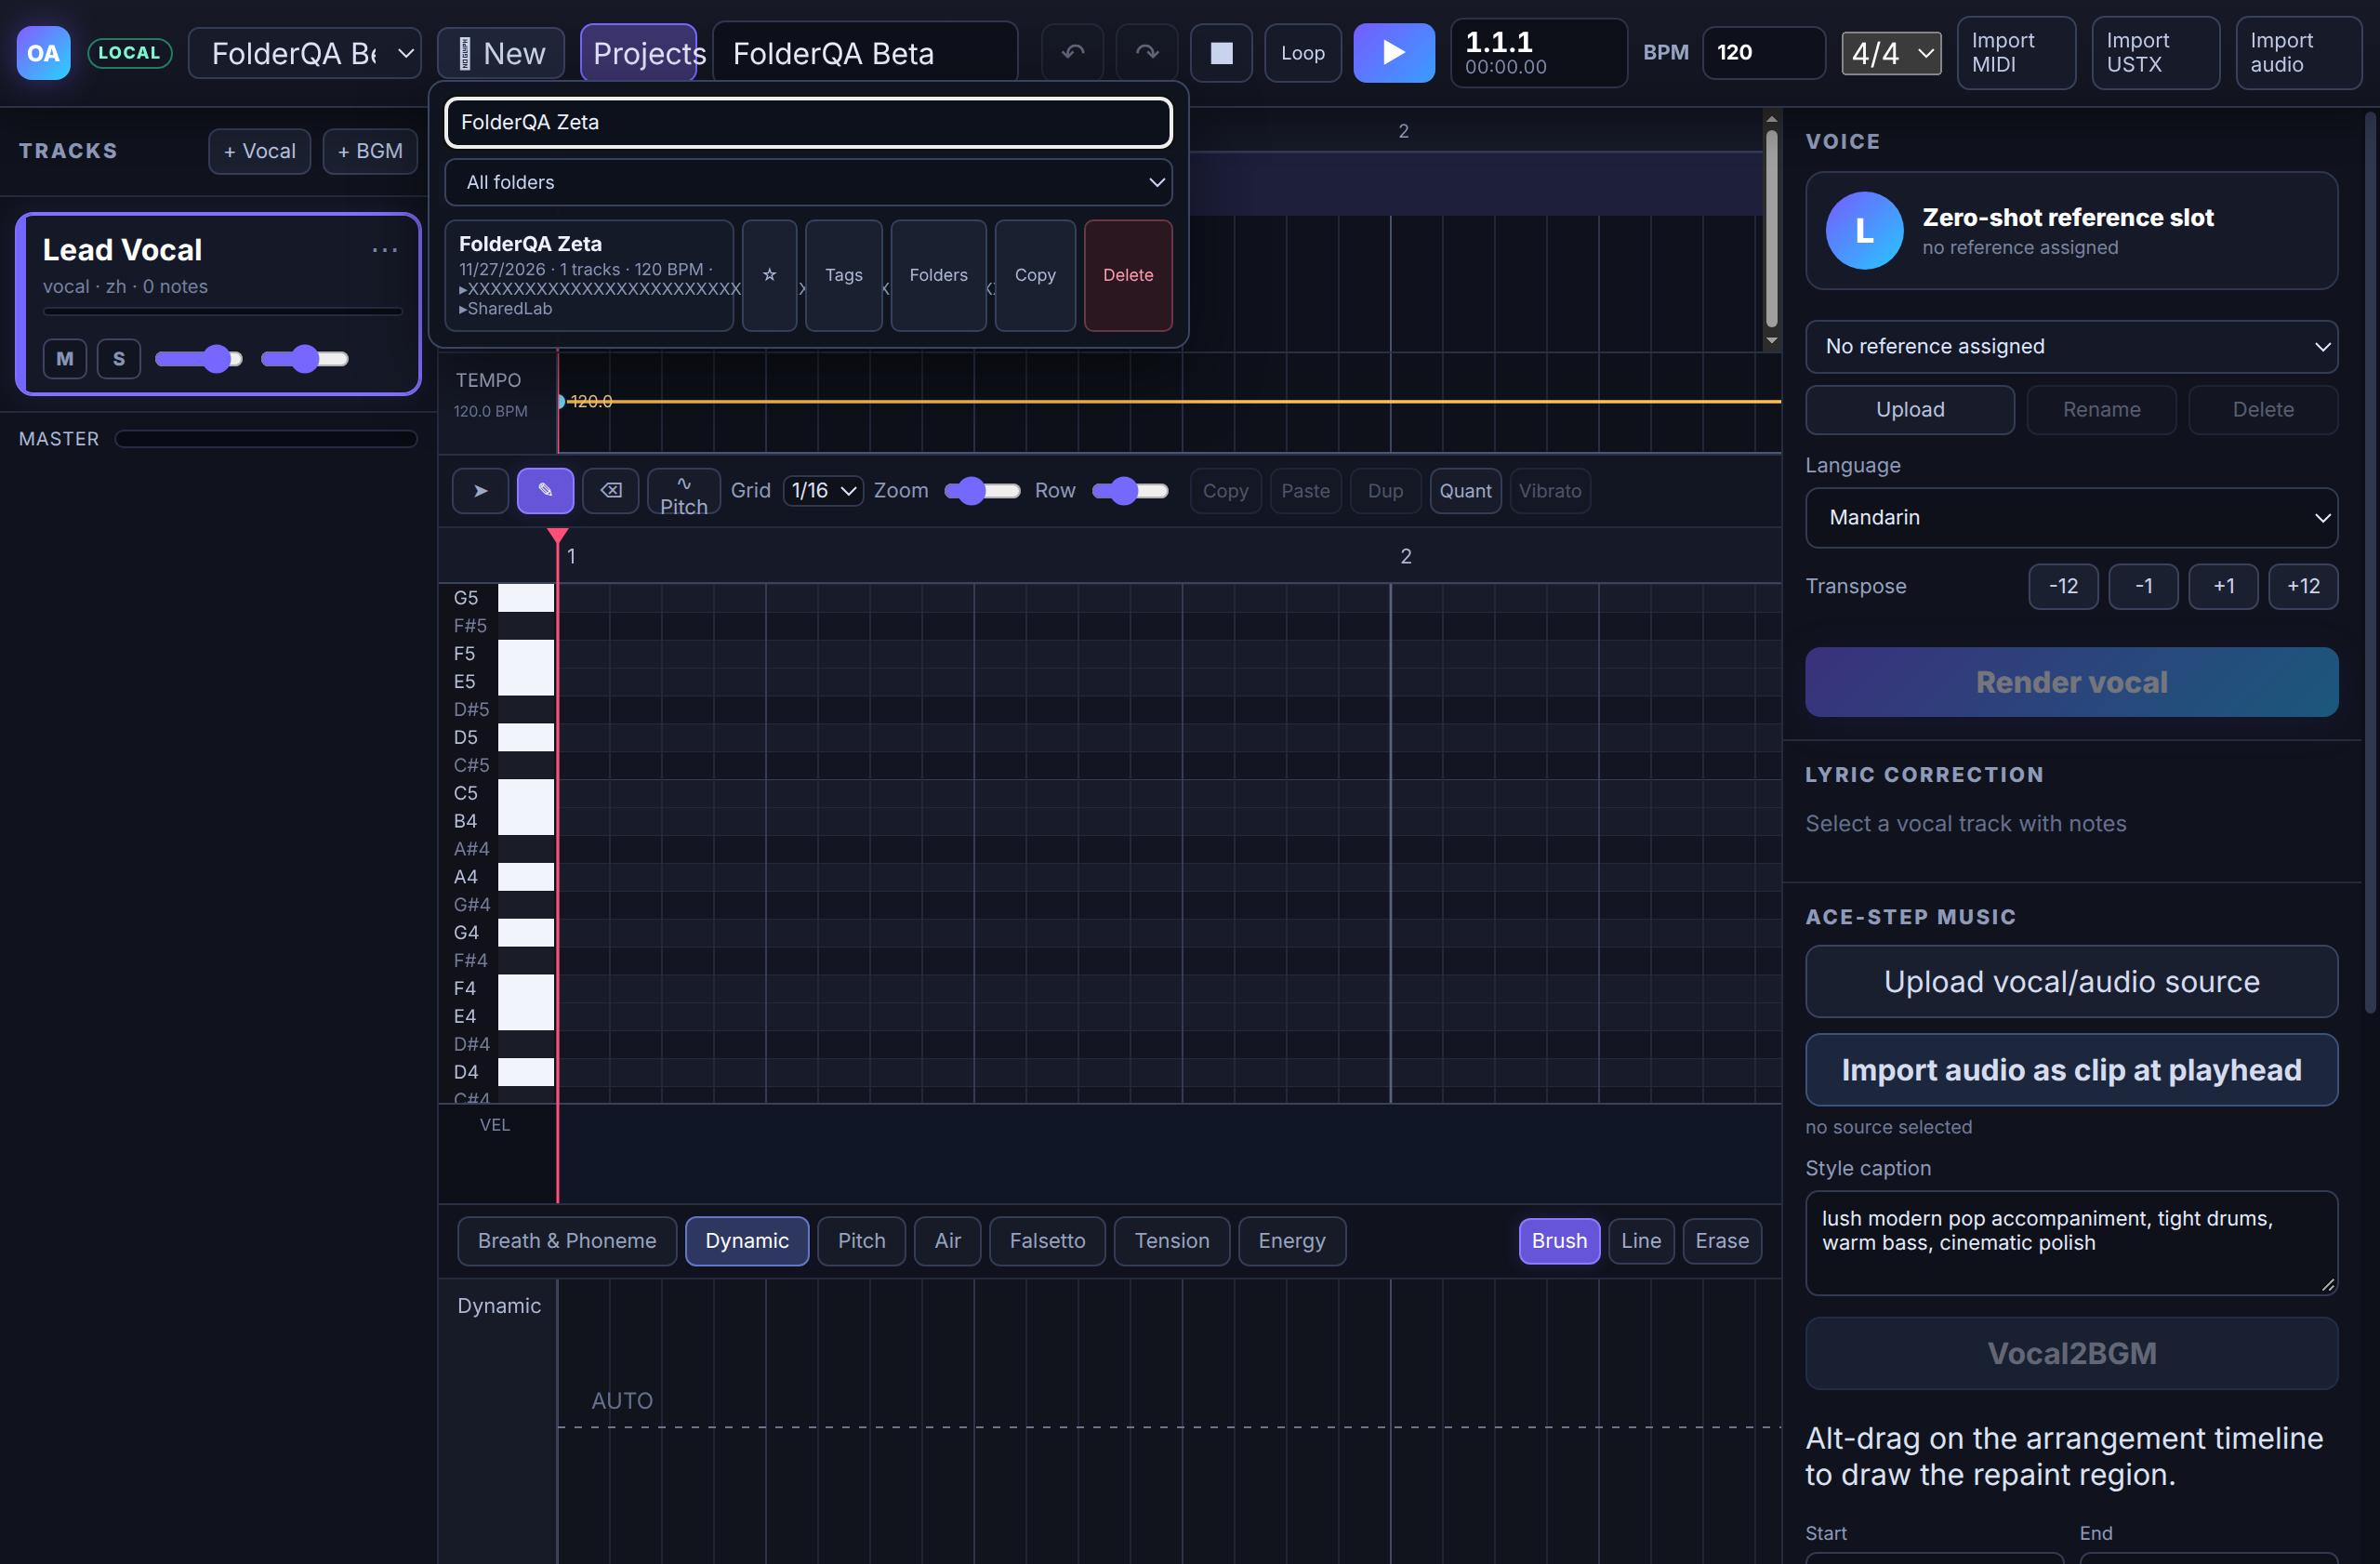 OA
LOCAL
FolderQA Be
New
Projects
FolderQA Beta
Loop
1.1.1
00:00.00
BPM
120
4/4
Import
MIDI
Import
USTX
Import
audio
TRACKS
+ Vocal
+ BGM
FolderQA Zeta
All folders
FolderQA Zeta
11/27/2026 · 1 tracks · 120 BPM ·
▸SharedLab
☆
Tags
Folders
Copy
Delete
2
Lead Vocal
...
vocal · zh · 0 notes
M
S
MASTER
TEMPO
120.0 BPM
120.0
Pitch
Grid
1/16
Zoom
Row
Copy
Paste
Dup
Quant
Vibrato
1
2
G5
F#5
F5
E5
D#5
D5
C#5
C5
B4
A#4
A4
G#4
G4
F#4
F4
E4
D#4
D4
C#4
VEL
Breath & Phoneme
Dynamic
Pitch
Air
Falsetto
Tension
Energy
Brush
Line
Erase
Dynamic
AUTO
VOICE
L
Zero-shot reference slot
no reference assigned
No reference assigned
Upload
Rename
Delete
Language
Mandarin
Transpose
-12
-1
+1
+12
Render vocal
LYRIC CORRECTION
Select a vocal track with notes
ACE-STEP MUSIC
Upload vocal/audio source
Import audio as clip at playhead
no source selected
Style caption
lush modern pop accompaniment, tight drums,
warm bass, cinematic polish
Vocal2BGM
Alt-drag on the arrangement timeline
to draw the repaint region.
Start
End